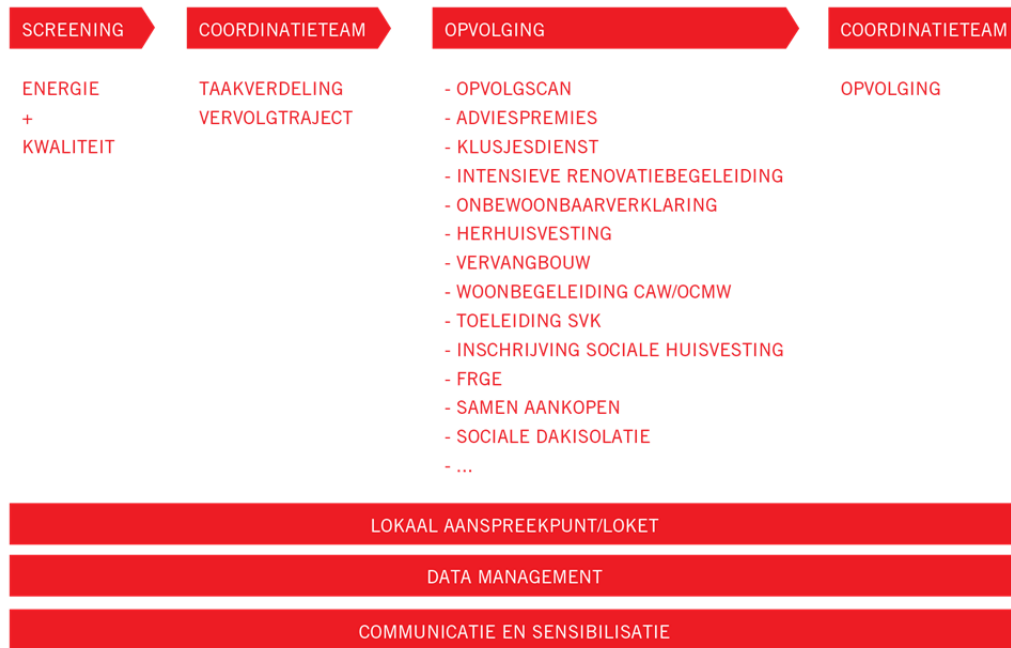 SCREENING
ENERGIE
+
KWALITEIT
COORDINATIETEAM
TAAKVERDELING
VERVOLGTRAJECT
OPVOLGING
- OPVOLGSCAN
- ADVIESPREMIES
- KLUSJESDIENST
- INTENSIEVE RENOVATIEBEGELEIDING
- ONBEWOONBAARVERKLARING
- HERHUISVESTING
- VERVANGBOUW
- WOONBEGELEIDING CAW/OCMW
- TOELEIDING SVK
- INSCHRIJVING SOCIALE HUISVESTING
- FRGE
- SAMEN AANKOPEN
- SOCIALE DAKISOLATIE
- ...
COORDINATIETEAM
OPVOLGING
LOKAAL AANSPREEKPUNT/LOKET
DATA MANAGEMENT
COMMUNICATIE EN SENSIBILISATIE